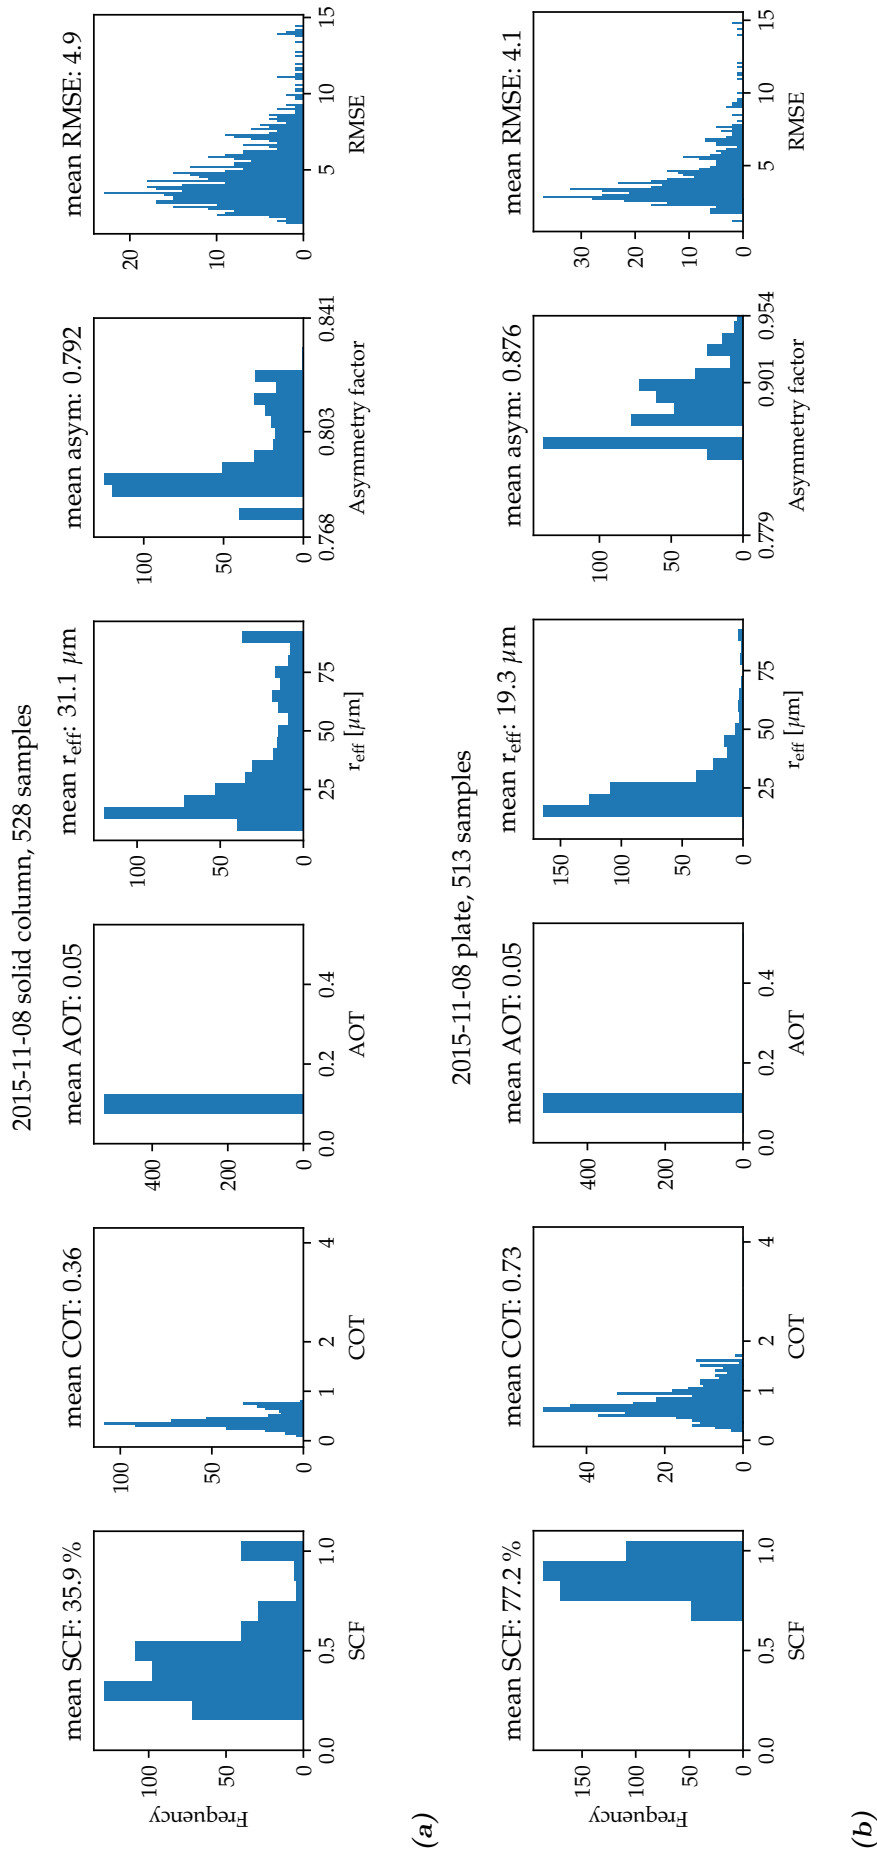 2015-11-08 solid column, 528 samples
mean SCF: 35.9 %
mean COT: 0.36
mean AOT: 0.05
mean r_eff: 31.1 μm
mean asym: 0.792
mean RMSE: 4.9
Frequency
0 50 100
0.0 0.5 1.0
SCF
0 50 100
0 1 2 4
COT
0 200 400
0.0 0.2 0.4
AOT
0 50 100
25 50 75
r_eff [μm]
0 50 100
0.768 0.803 0.841
Asymmetry factor
0 10 20
5 10 15
RMSE
(a)
2015-11-08 plate, 513 samples
mean SCF: 77.2 %
mean COT: 0.73
mean AOT: 0.05
mean r_eff: 19.3 μm
mean asym: 0.876
mean RMSE: 4.1
Frequency
0 50 100 150
0.0 0.5 1.0
SCF
0 20 40
0 1 2 4
COT
0 200 400
0.0 0.2 0.4
AOT
0 50 100 150
25 50 75
r_eff [μm]
0 50 100
0.779 0.901 0.954
Asymmetry factor
0 10 20 30
5 10 15
RMSE
(b)